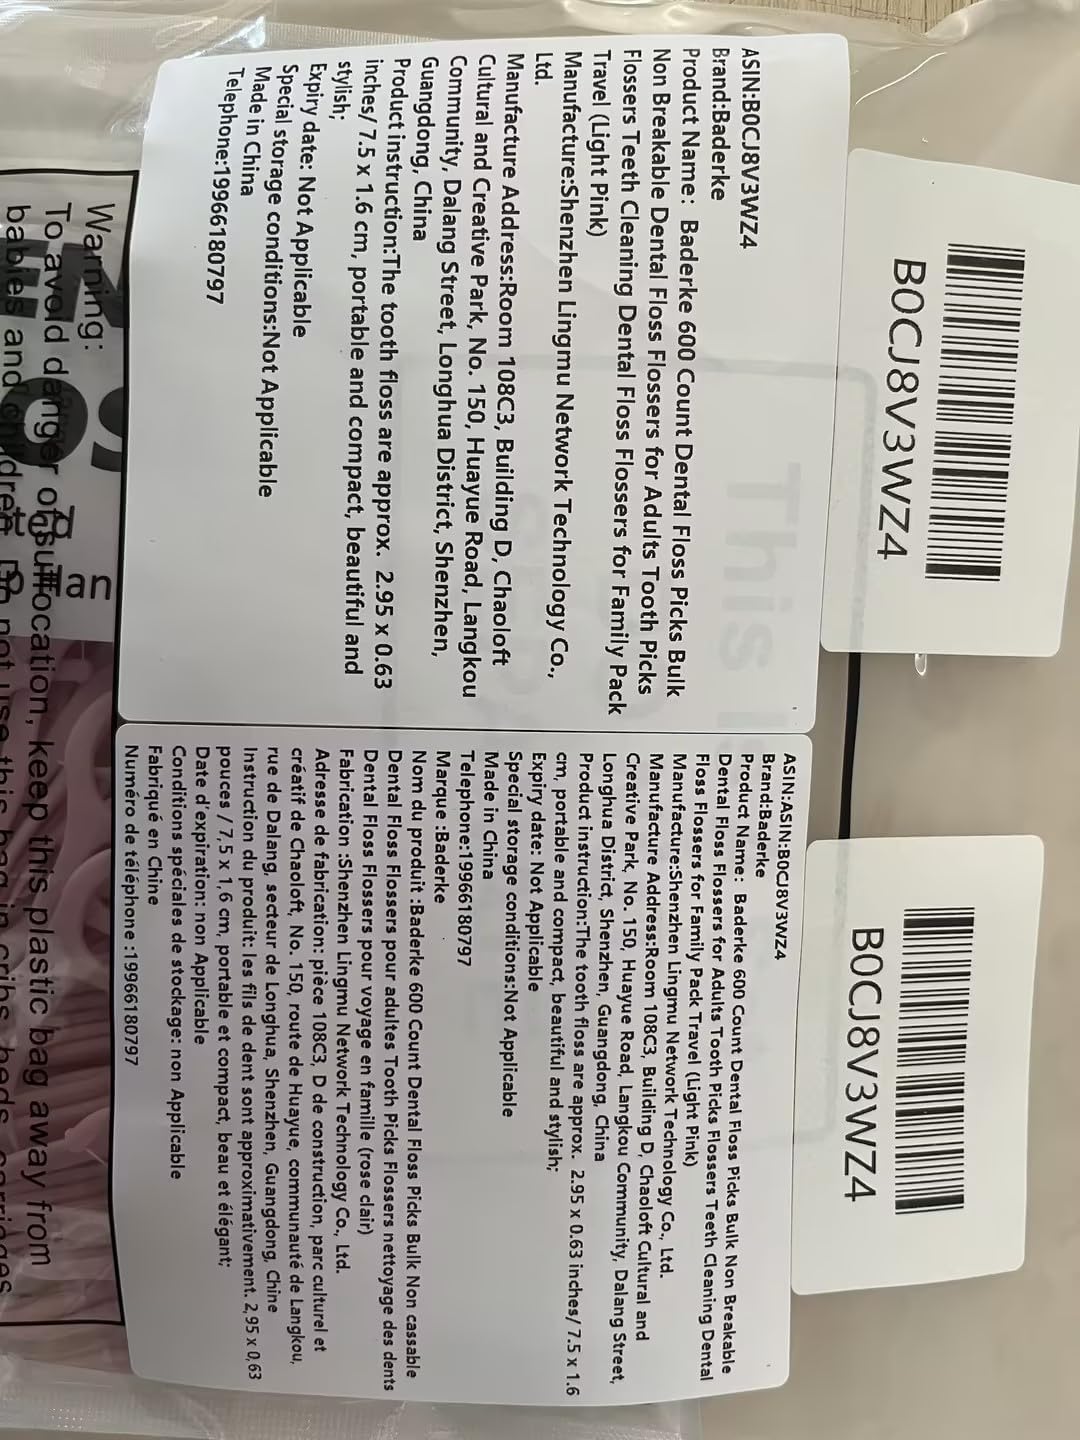 B0CJ8V3WZ4
ASIN:B0CJ8V3WZ4
Brand:Baderke
Product Name: Baderke 600 Count Dental Floss Picks Bulk
Non Breakable Dental Floss Flossers for Adults Tooth Picks
Flossers Teeth Cleaning Dental Floss Flossers for Family Pack
Travel (Light Pink)
Manufacture:Shenzhen Lingmu Network Technology Co.,
Ltd.
Manufacture Address:Room 108C3, Building D, Chaoloft
Cultural and Creative Park, No. 150, Huayue Road, Langkou
Community, Dalang Street, Longhua District, Shenzhen,
Guangdong, China
Product instruction:The tooth floss are approx. 2.95 x 0.63
inches/ 7.5 x 1.6 cm, portable and compact, beautiful and
stylish;
Expiry date: Not Applicable
Special storage conditions:Not Applicable
Made in China
Telephone:19966180797
B0CJ8V3WZ4
ASIN:ASIN:B0CJ8V3WZ4
Brand:Baderke
Product Name: Baderke 600 Count Dental Floss Picks Bulk Non Breakable
Dental Floss Flossers for Adults Tooth Picks Flossers Teeth Cleaning Dental
Floss Flossers for Family Pack Travel (Light Pink)
Manufacture:Shenzhen Lingmu Network Technology Co., Ltd.
Manufacture Address:Room 108C3, Building D, Chaoloft Cultural and
Creative Park, No. 150, Huayue Road, Langkou Community, Dalang Street,
Longhua District, Shenzhen, Guangdong, China
Product instruction:The tooth floss are approx. 2.95 x 0.63 inches/ 7.5 x 1.6
cm, portable and compact, beautiful and stylish;
Expiry date: Not Applicable
Special storage conditions:Not Applicable
Made in China
Telephone:19966180797
Marque :Baderke
Nom du produit :Baderke 600 Count Dental Floss Picks Bulk Non cassable
Dental Floss Flossers pour adultes Tooth Picks Flossers nettoyage des dents
Dental Floss Flossers pour voyage en famille (rose clair)
Fabrication :Shenzhen Lingmu Network Technology Co., Ltd.
Adresse de fabrication: pièce 108C3, D de construction, parc culturel et
créatif de Chaoloft, No. 150, route de Huayue, communauté de Langkou,
rue de Dalang, secteur de Longhua, Shenzhen, Guangdong, Chine
Instruction du produit: les fils de dent sont approximativement. 2,95 x 0,63
pouces / 7,5 x 1,6 cm, portable et compact, beau et élégant;
Date d'expiration: non Applicable
Conditions spéciales de stockage: non Applicable
Fabriqué en Chine
Numéro de téléphone :19966180797
Warning:
To avoid danger of suffocation, keep this plastic bag away from
babies and children. Do not use this bag in cribs, beds, carriages
This